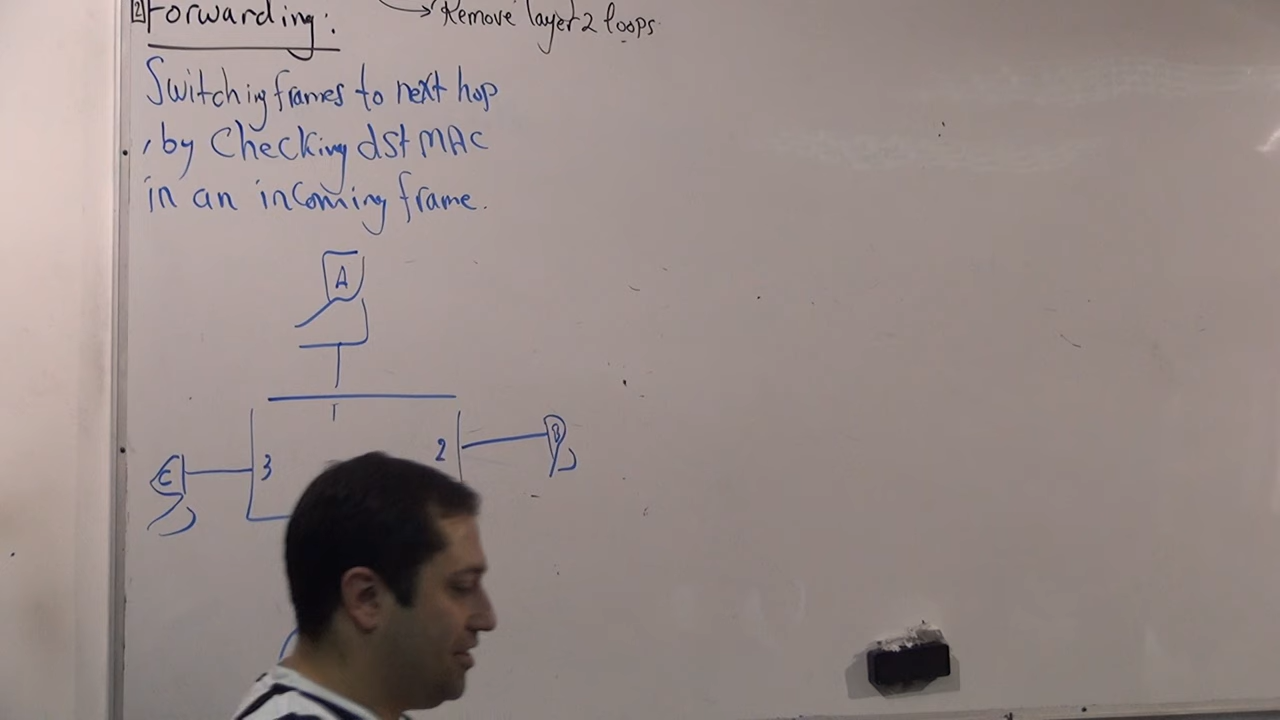 2 Forwarding:
Remove layer 2 loops
Switching frames to next hop
, by Checking dst MAC
in an incoming frame.
A
1
2
B
3
C